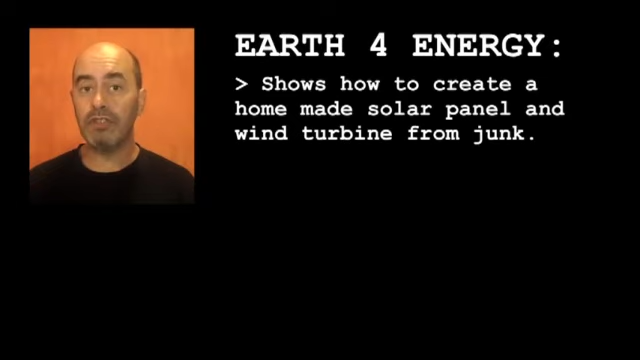 EARTH 4 ENERGY:
> Shows how to create a
home made solar panel and
wind turbine from junk.